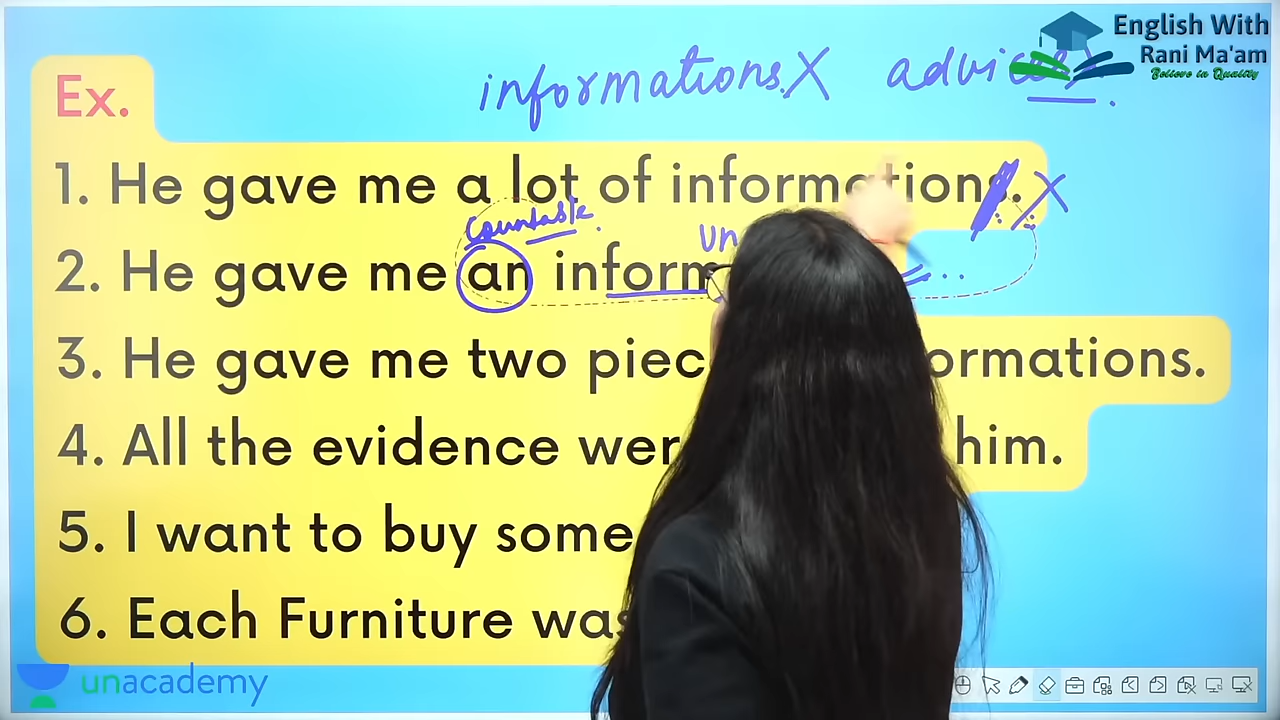 English With
Rani Ma'am
Believe in Quality
Ex.
informations. X
1. He gave me a lot of informations. X
countable.
un
2. He gave me an inform
3. He gave me two piec ormations.
4. All the evidence wer him.
5. I want to buy some
6. Each Furniture was
unacademy